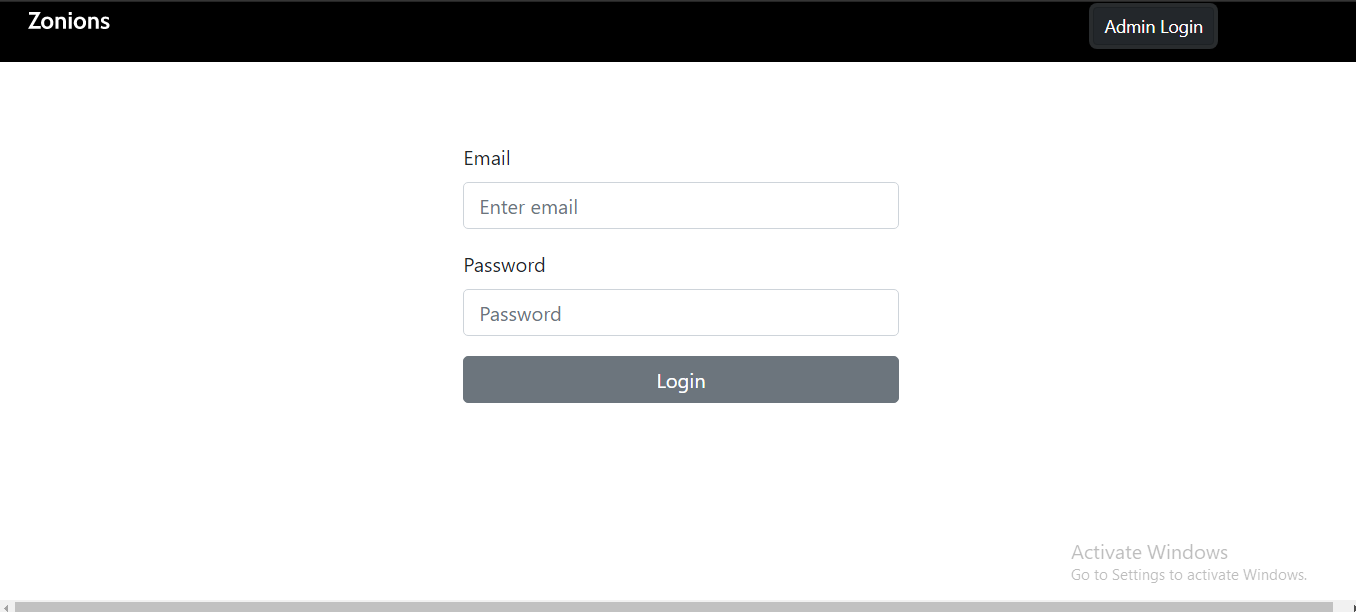 Zonions
Admin Login
Email
Enter email
Password
Password
Login
Activate Windows
Go to Settings to activate Windows.